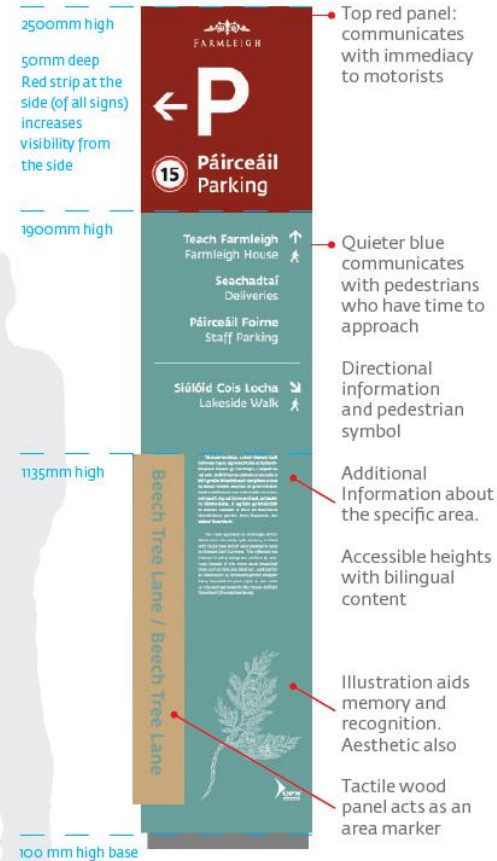 2500mm high
50mm deep
Red strip at the
side (of all signs)
increases
visibility from
the side
1900mm high
1135mm high
100 mm high base
FARMLEIGH
P
15
Páirceáil
Parking
Teach Farmleigh
Farmleigh House
Seachadtaí
Deliveries
Páirceáil Foirne
Staff Parking
Siúlóid Cois Locha
Lakeside Walk
Beech Tree Lane / Beech Tree Lane
OPW
Top red panel:
communicates
with immediacy
to motorists
Quieter blue
communicates
with pedestrians
who have time to
approach
Directional
information
and pedestrian
symbol
Additional
Information about
the specific area.
Accessible heights
with bilingual
content
Illustration aids
memory and
recognition.
Aesthetic also
Tactile wood
panel acts as an
area marker